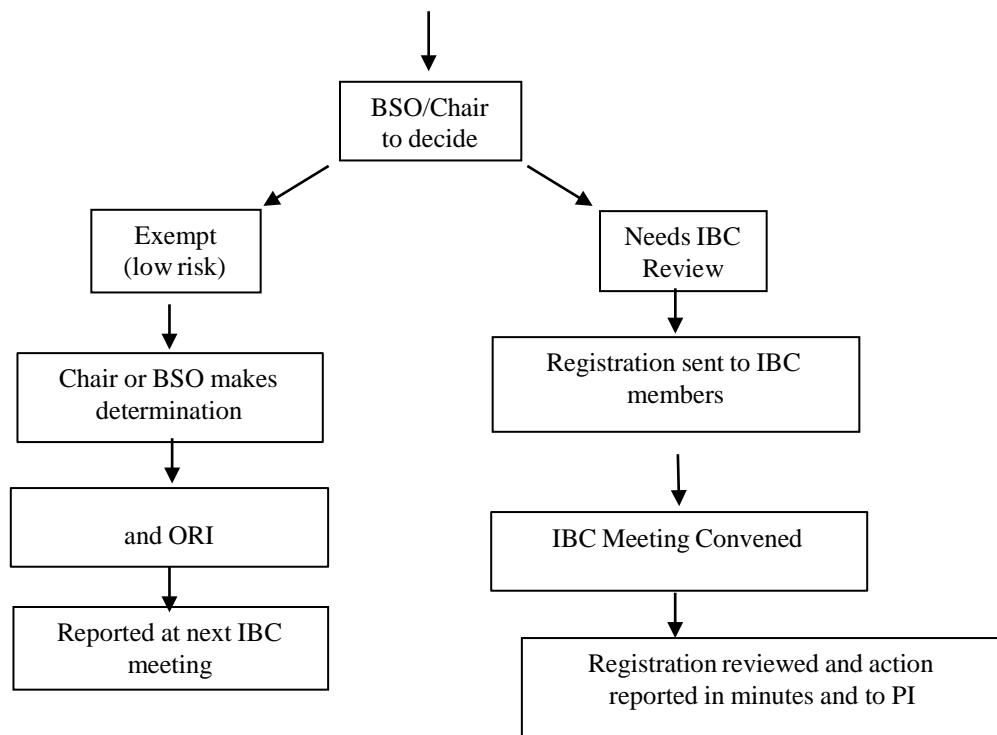 BSO/Chair
to decide
Exempt
(low risk)
Needs IBC
Review
Chair or BSO makes
determination
Registration sent to IBC
members
and ORI
IBC Meeting Convened
Reported at next IBC
meeting
Registration reviewed and action
reported in minutes and to PI